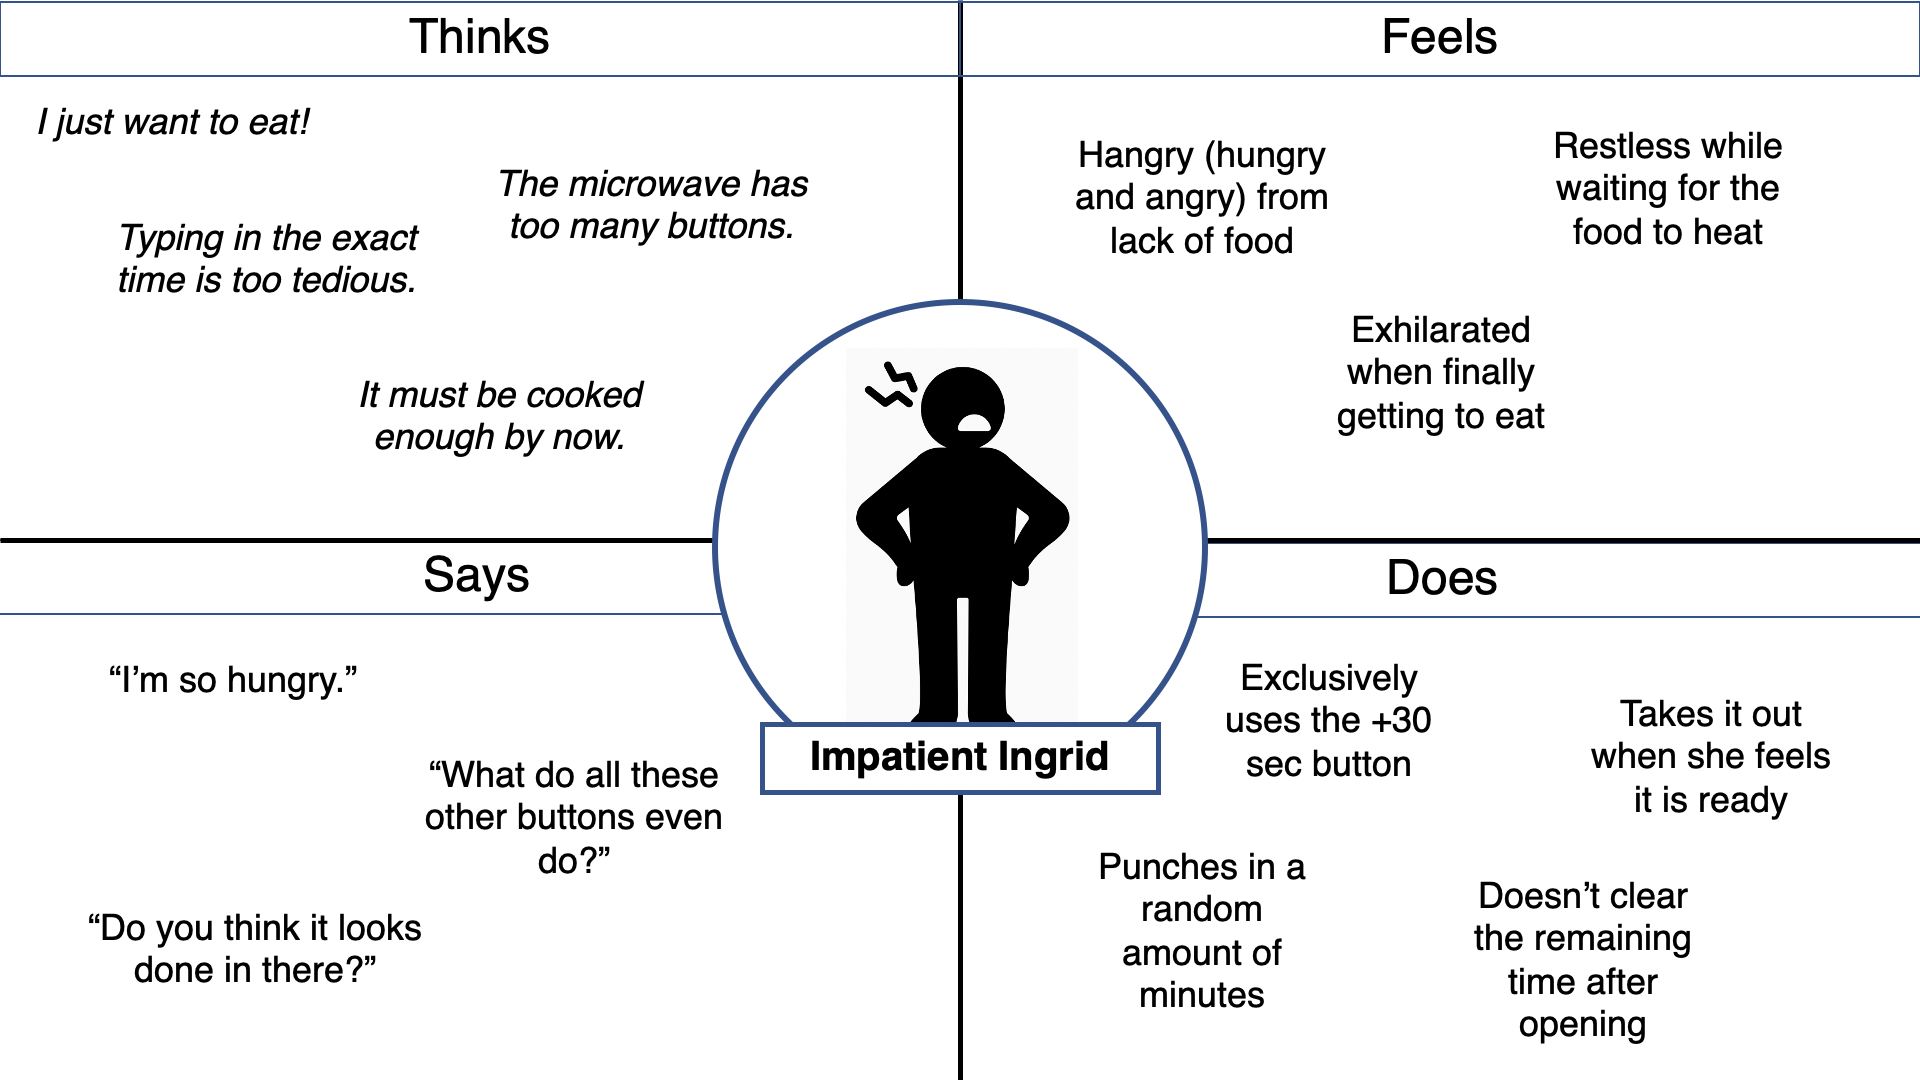 Thinks
I just want to eat!
The microwave has
too many buttons.
Typing in the exact
time is too tedious.
It must be cooked
enough by now.
Feels
Hangry (hungry
and angry) from
lack of food
Restless while
waiting for the
food to heat
Exhilarated
when finally
getting to eat
Impatient Ingrid
Says
“I’m so hungry.”
“What do all these
other buttons even
do?”
“Do you think it looks
done in there?”
Does
Exclusively
uses the +30
sec button
Takes it out
when she feels
it is ready
Punches in a
random
amount of
minutes
Doesn’t clear
the remaining
time after
opening